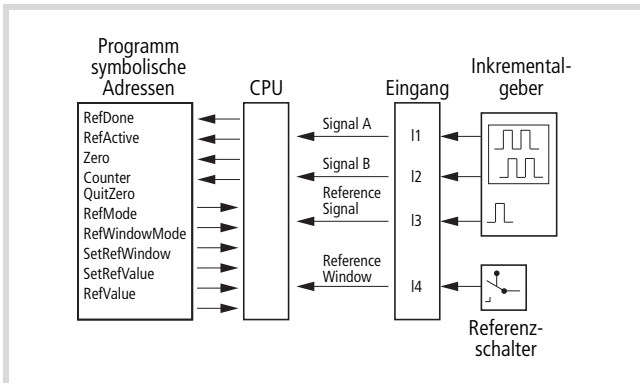 Programm
symbolische
Adressen
CPU
Eingang
Inkremental-
geber
RefDone
RefActive
Zero
Counter
QuitZero
RefMode
RefWindowMode
SetRefWindow
SetRefValue
RefValue
Signal A
Signal B
Reference
Signal
Reference
Window
I1
I2
I3
I4
Referenz-
schalter